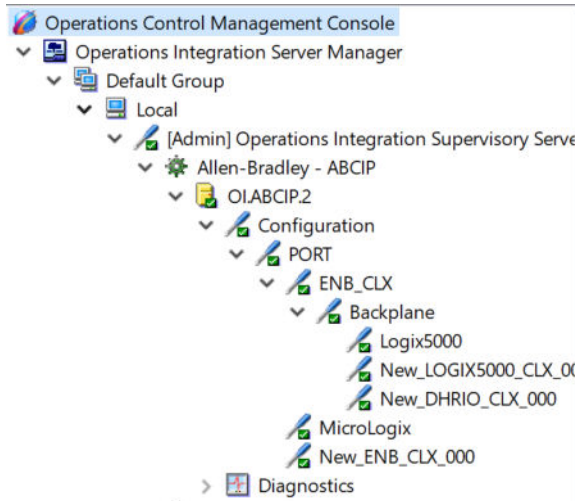 Operations Control Management Console
Operations Integration Server Manager
Default Group
Local
[Admin] Operations Integration Supervisory Serve
Allen-Bradley - ABCIP
OI.ABCIP.2
Configuration
PORT
ENB_CLX
Backplane
Logix5000
New_LOGIX5000_CLX_00
New_DHRIO_CLX_000
MicroLogix
New_ENB_CLX_000
Diagnostics